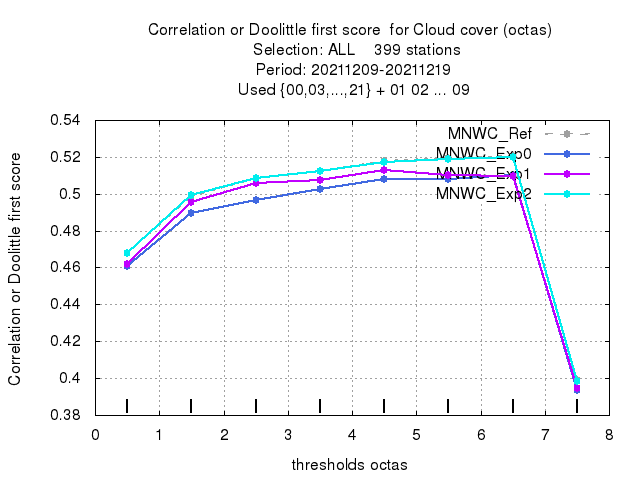 Correlation or Doolittle first score  for Cloud cover (octas)
Selection: ALL    399 stations
Period: 20211209-20211219
Used {00,03,...,21} + 01 02 ... 09
Correlation or Doolittle first score
0.54
0.52
0.5
0.48
0.46
0.44
0.42
0.4
0.38
MNWC_Ref
MNWC_Exp0
MNWC_Exp1
MNWC_Exp2
0 1 2 3 4 5 6 7 8
thresholds octas